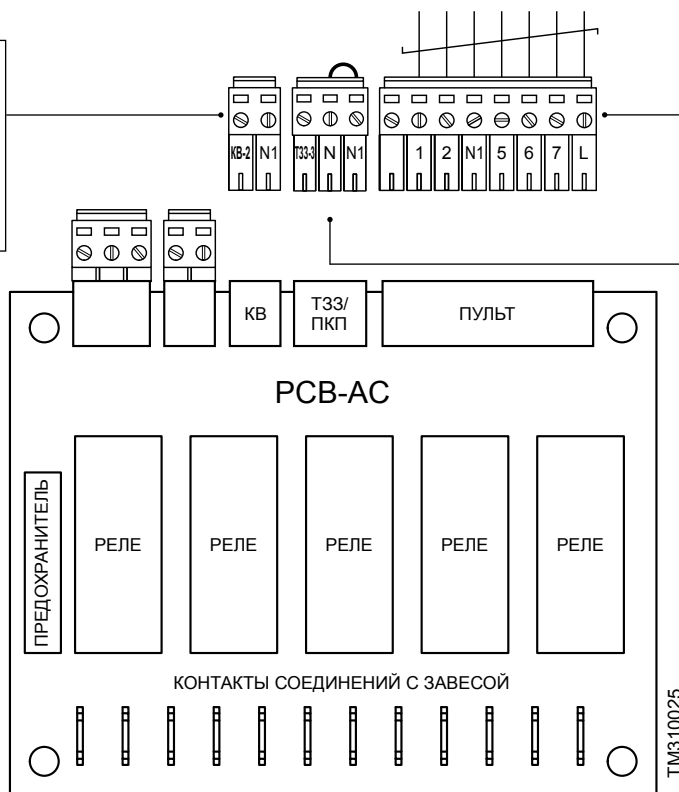 КВ-2 N1 ТЗЗ-3 N N1 1 2 N1 5 6 7 L
КВ
ТЗЗ/
ПКП
ПУЛЬТ
PCB-AC
ПРЕДОХРАНИТЕЛЬ
РЕЛЕ РЕЛЕ РЕЛЕ РЕЛЕ РЕЛЕ
КОНТАКТЫ СОЕДИНЕНИЙ С ЗАВЕСОЙ
TM310025